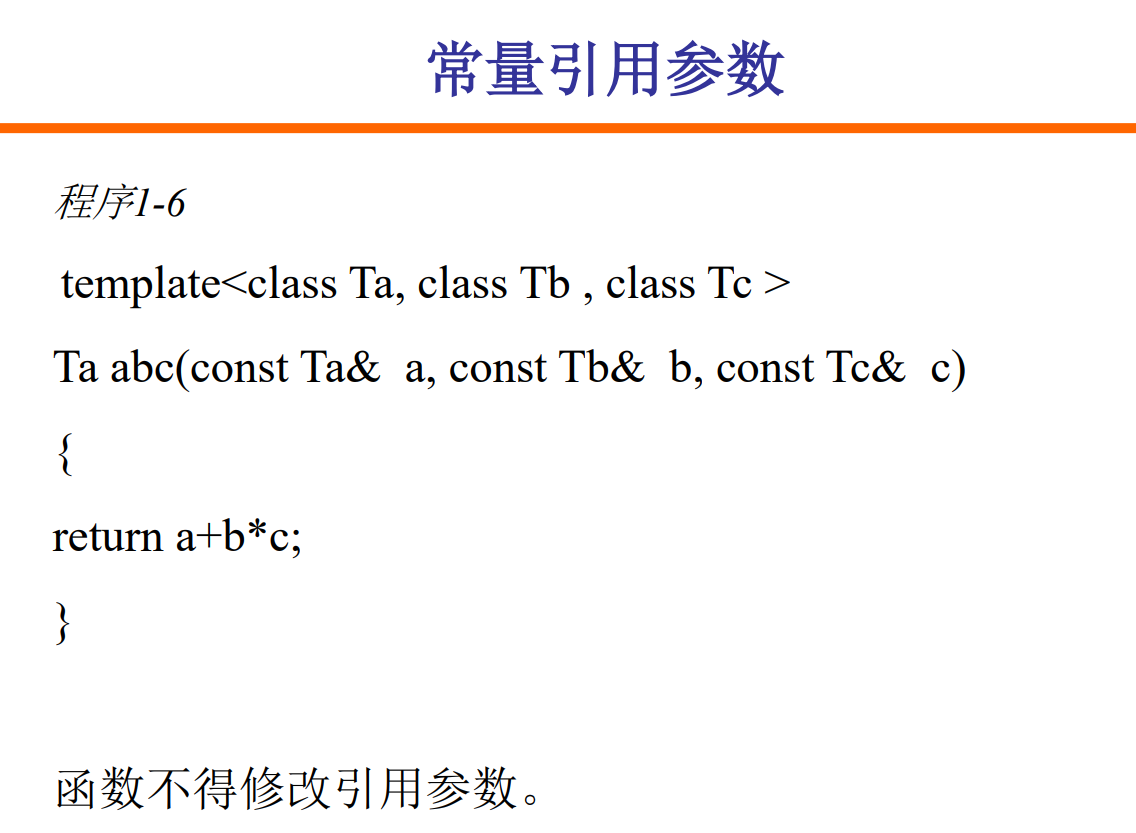 常量引用参数
程序1-6
template<class Ta, class Tb , class Tc >
Ta abc(const Ta&  a, const Tb&  b, const Tc&  c)
{
return a+b*c;
}
函数不得修改引用参数。